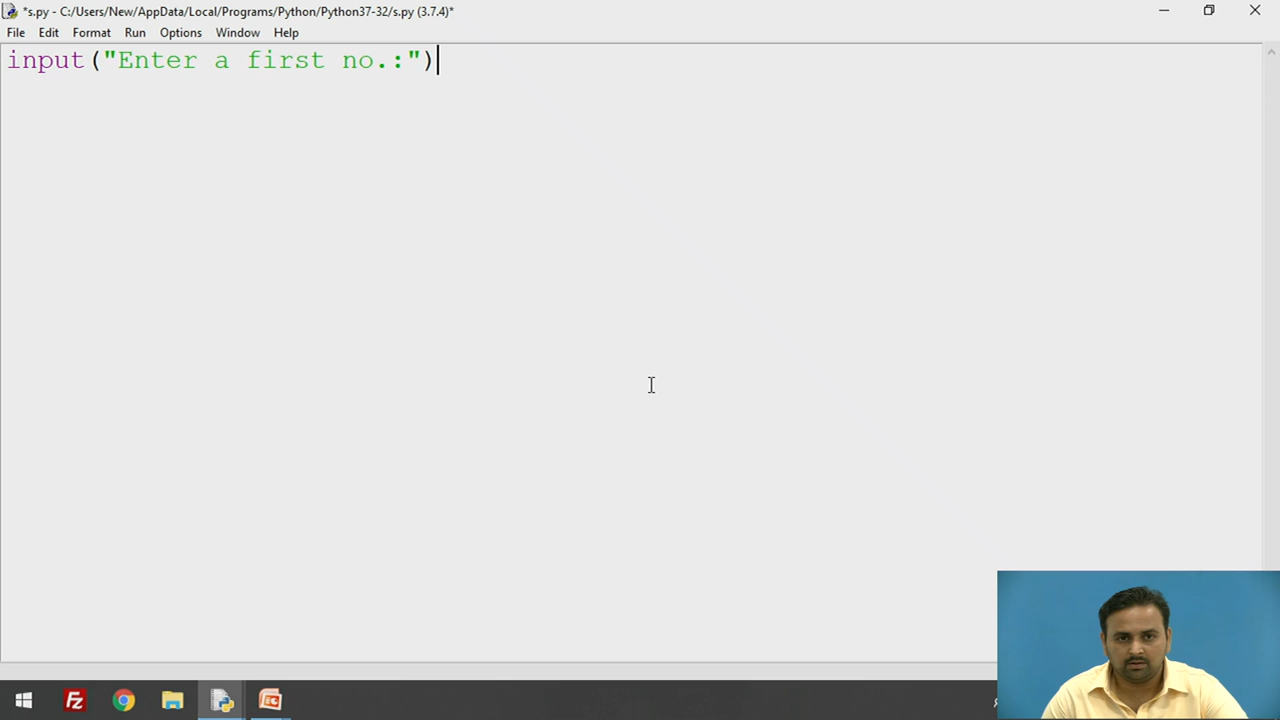 *s.py - C:/Users/New/AppData/Local/Programs/Python/Python37-32/s.py (3.7.4)*
File Edit Format Run Options Window Help
input("Enter a first no.:")